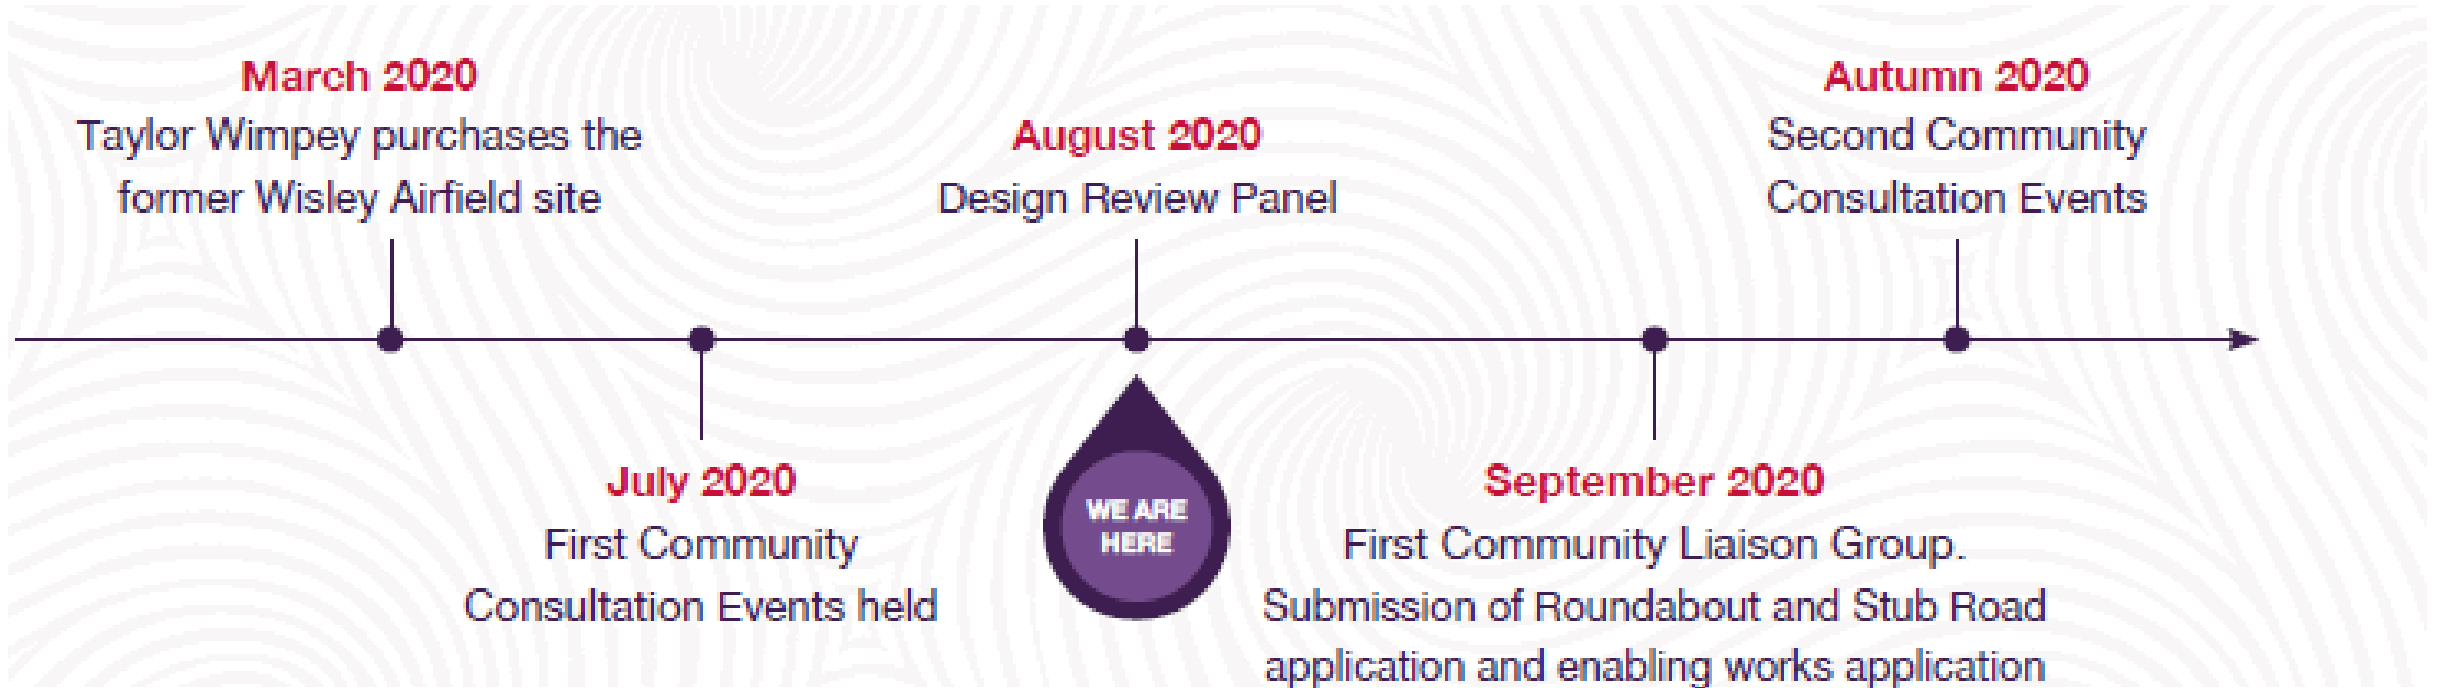 March 2020
Taylor Wimpey purchases the
former Wisley Airfield site
July 2020
First Community
Consultation Events held
August 2020
Design Review Panel
WE ARE
HERE
September 2020
First Community Liaison Group.
Submission of Roundabout and Stub Road
application and enabling works application
Autumn 2020
Second Community
Consultation Events